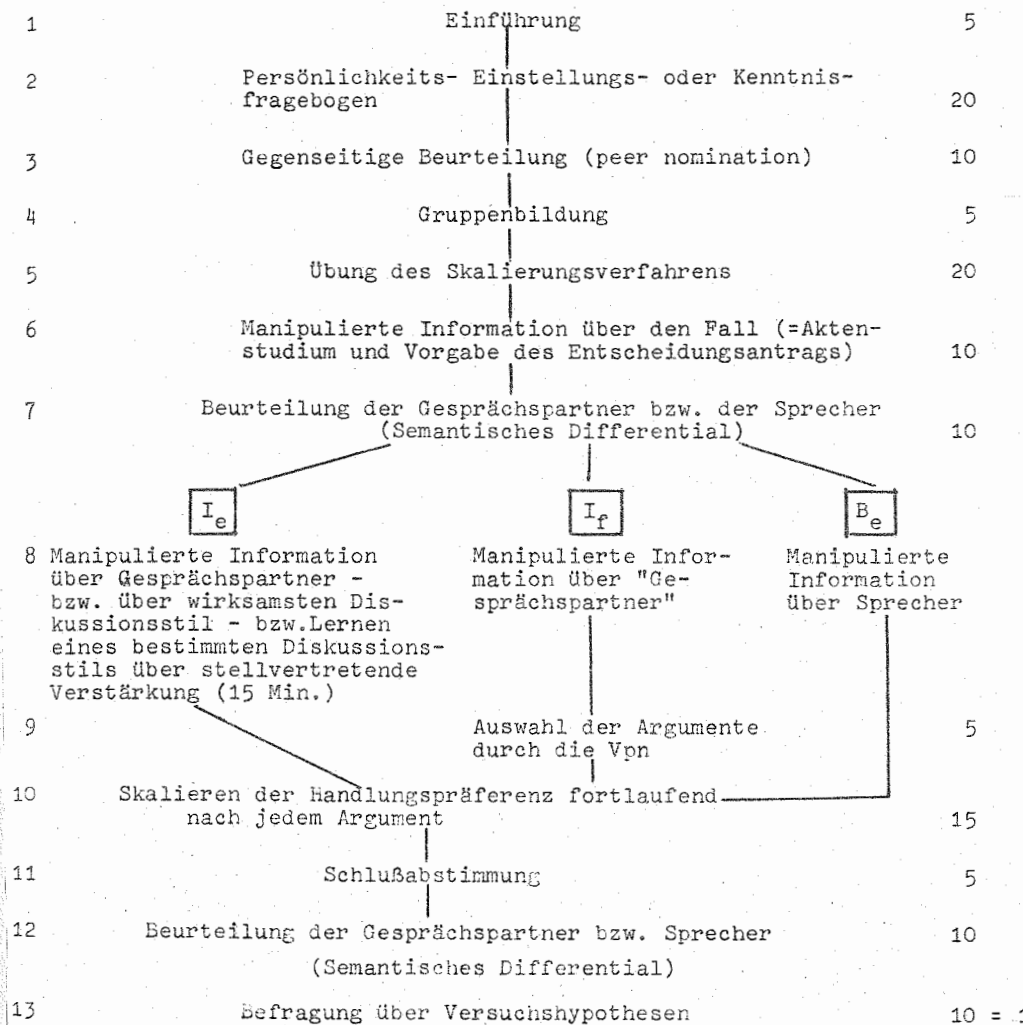 1 Einführung 5
2 Persönlichkeits- Einstellungs- oder Kenntnis-
fragebogen 20
3 Gegenseitige Beurteilung (peer nomination) 10
4 Gruppenbildung 5
5 Übung des Skalierungsverfahrens 20
6 Manipulierte Information über den Fall (=Akten-
studium und Vorgabe des Entscheidungsantrags) 10
7 Beurteilung der Gesprächspartner bzw. der Sprecher
(Semantisches Differential) 10
I_e I_f B_e
8 Manipulierte Information
über Gesprächspartner -
bzw. über wirksamsten Dis-
kussionsstil - bzw.Lernen
eines bestimmten Diskussions-
stils über stellvertretende
Verstärkung (15 Min.)
Manipulierte Infor-
mation über "Ge-
sprächspartner"
Manipulierte
Information
über Sprecher
9 Auswahl der Argumente 5
durch die Vpn
10 Skalieren der Handlungspräferenz fortlaufend
nach jedem Argument 15
11 Schlußabstimmung 5
12 Beurteilung der Gesprächspartner bzw. Sprecher 10
(Semantisches Differential)
13 Befragung über Versuchshypothesen 10 =